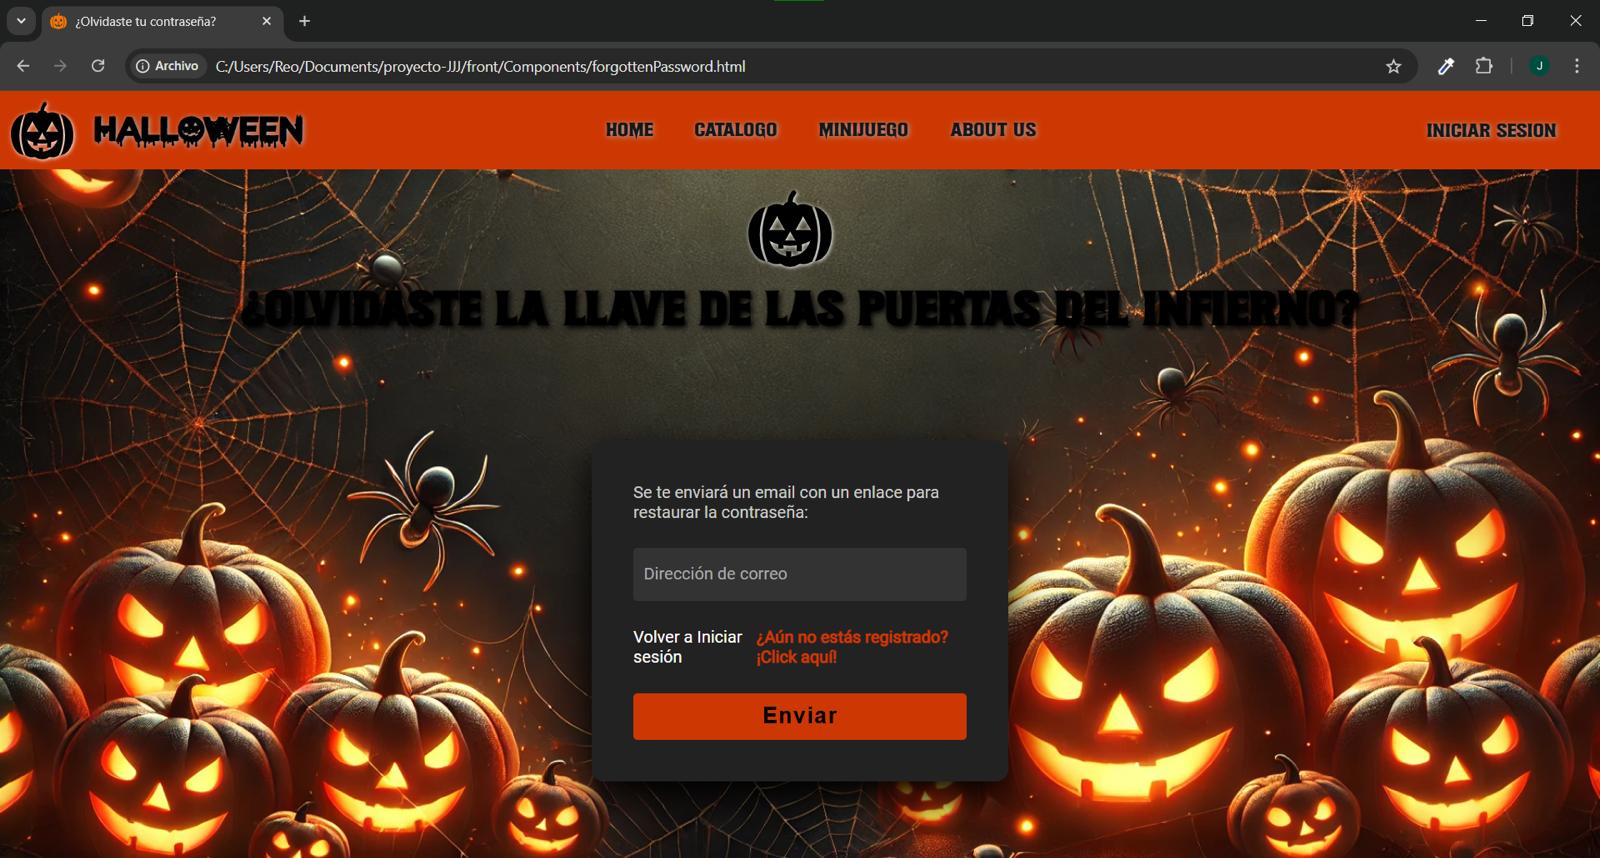 ¿Olvidaste tu contraseña?
Archivo
C:/Users/Reo/Documents/proyecto-JJJ/front/Components/forgottenPassword.html
J
HALLOWEEN
HOME
CATALOGO
MINIJUEGO
ABOUT US
INICIAR SESION
¿OLVIDASTE LA LLAVE DE LAS PUERTAS DEL INFIERNO?
Se te enviará un email con un enlace para
restaurar la contraseña:
Dirección de correo
Volver a Iniciar
sesión
¿Aún no estás registrado?
¡Click aquí!
Enviar